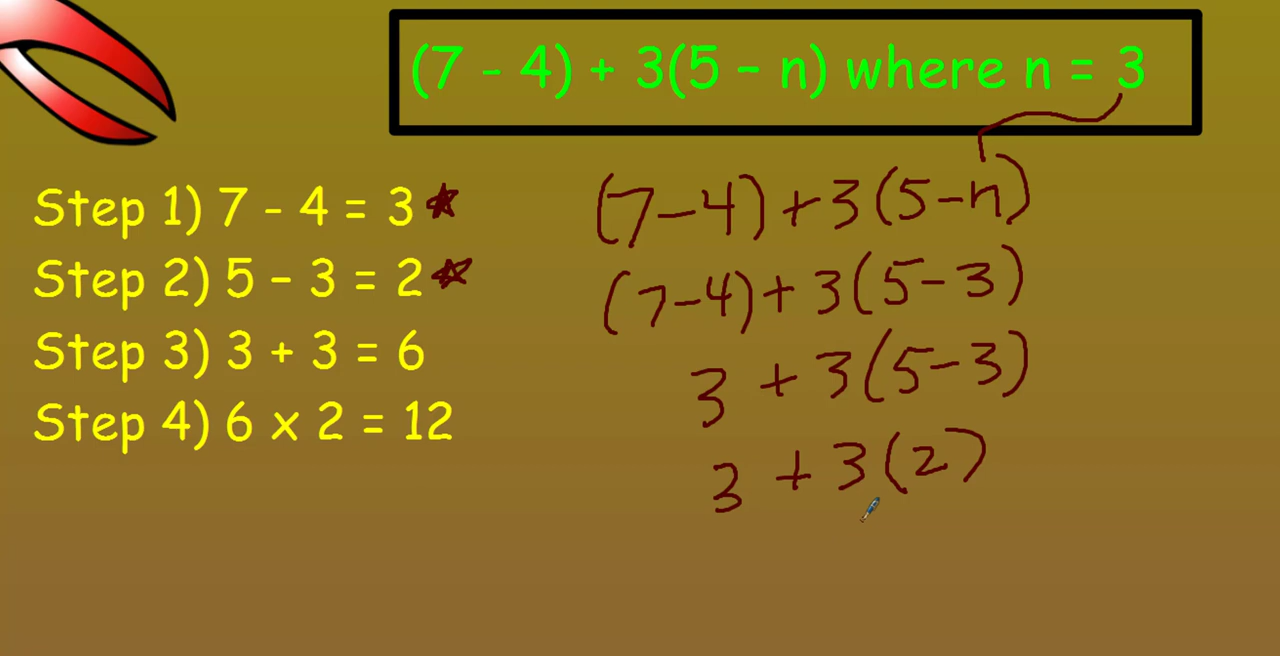 (7 - 4) + 3(5 - n) where n = 3
Step 1) 7 - 4 = 3
Step 2) 5 - 3 = 2
Step 3) 3 + 3 = 6
Step 4) 6 x 2 = 12
(7-4)+3(5-n)
(7-4)+3(5-3)
3 +3(5-3)
3 +3(2)